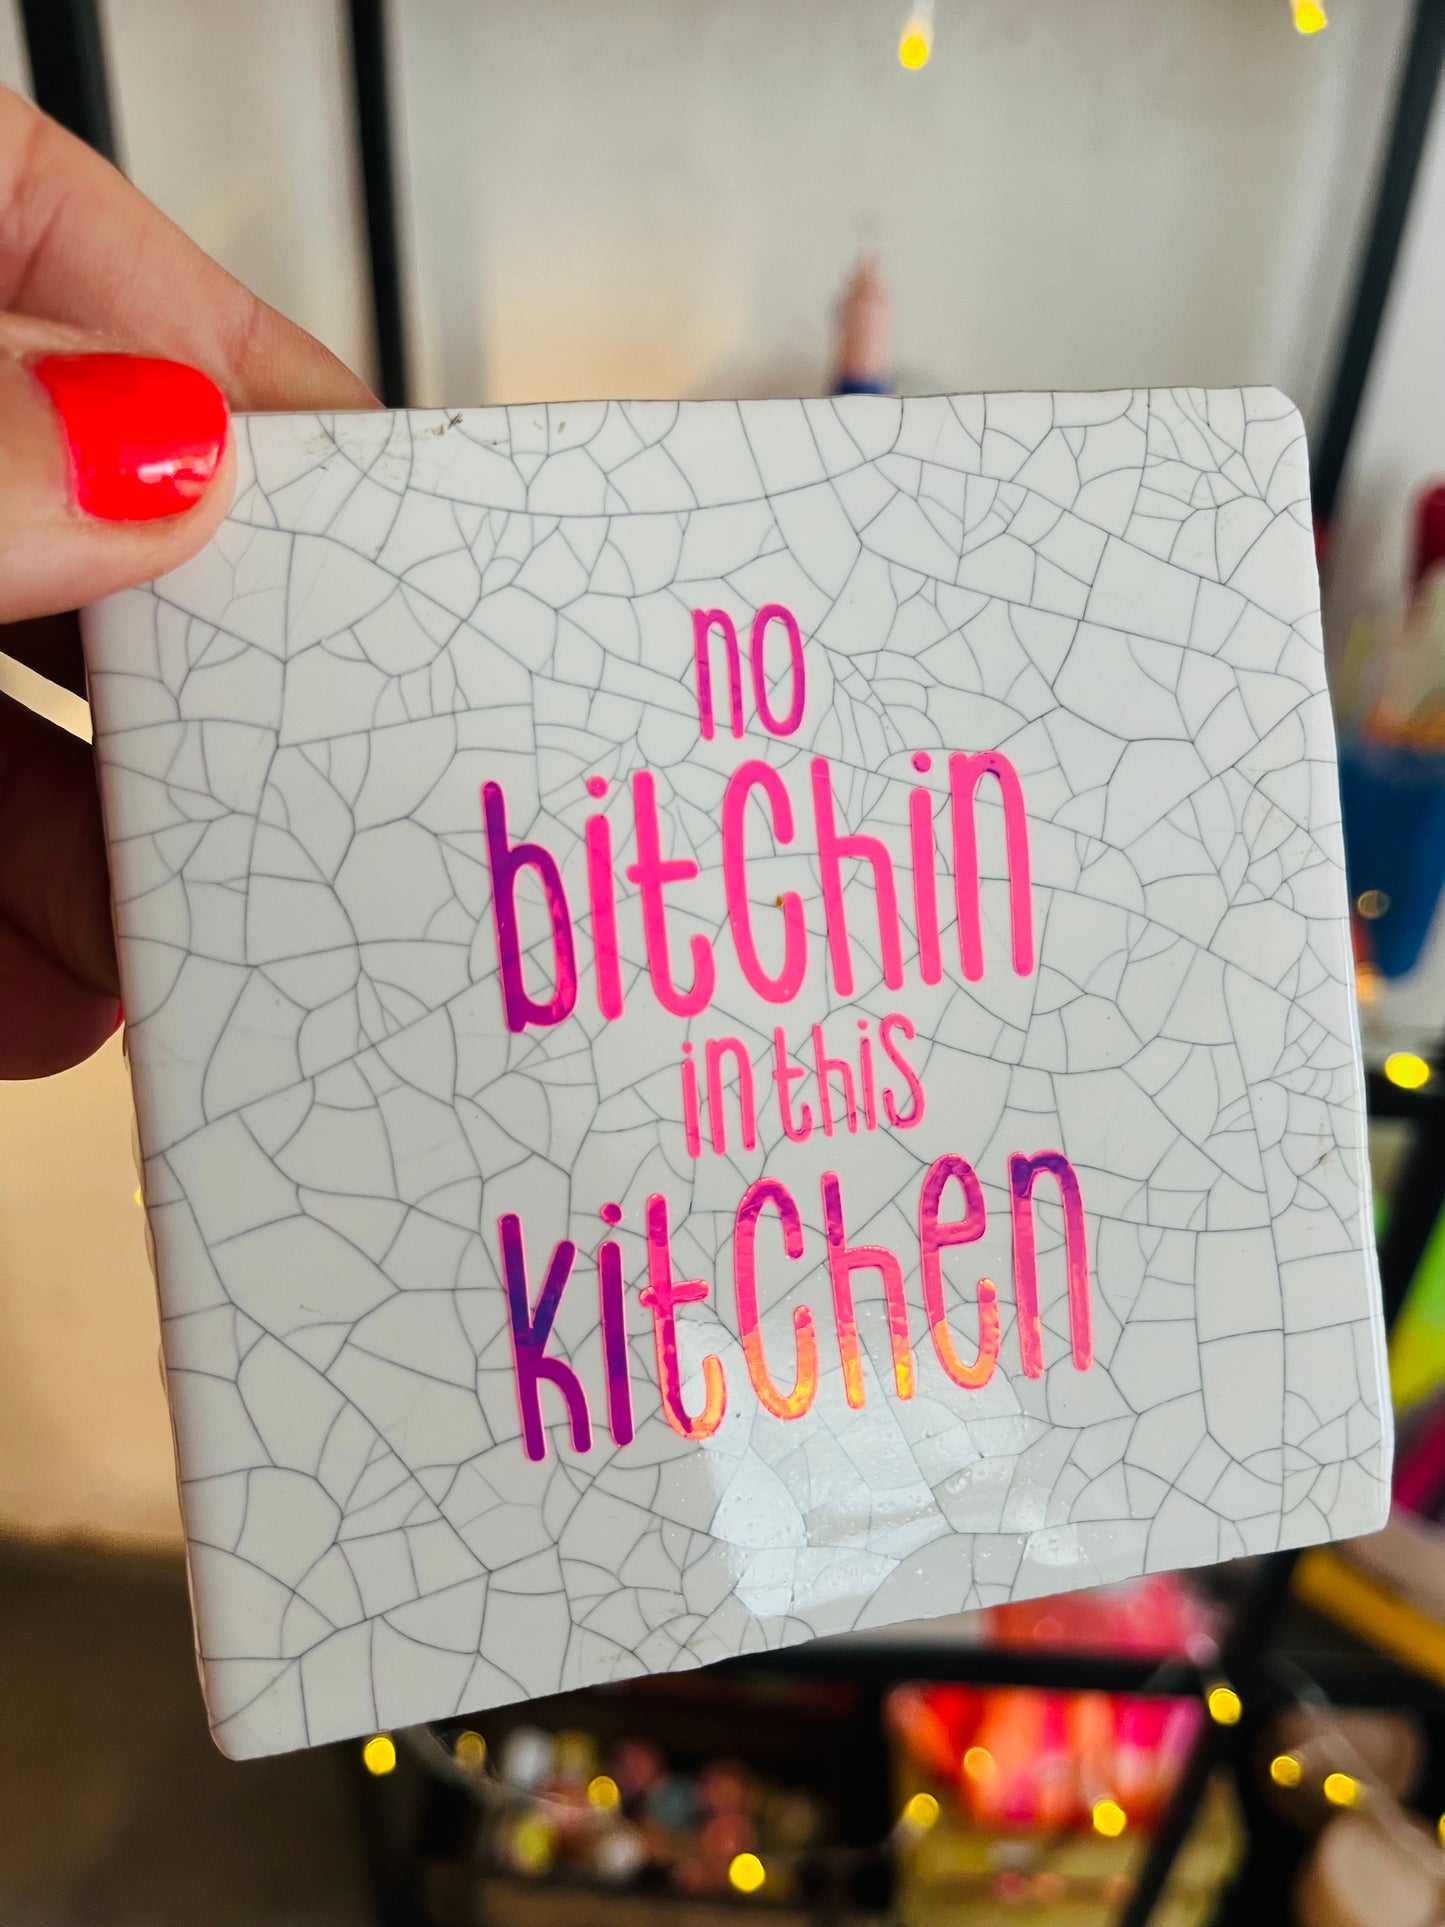 no
bitchin
in this
kitchen